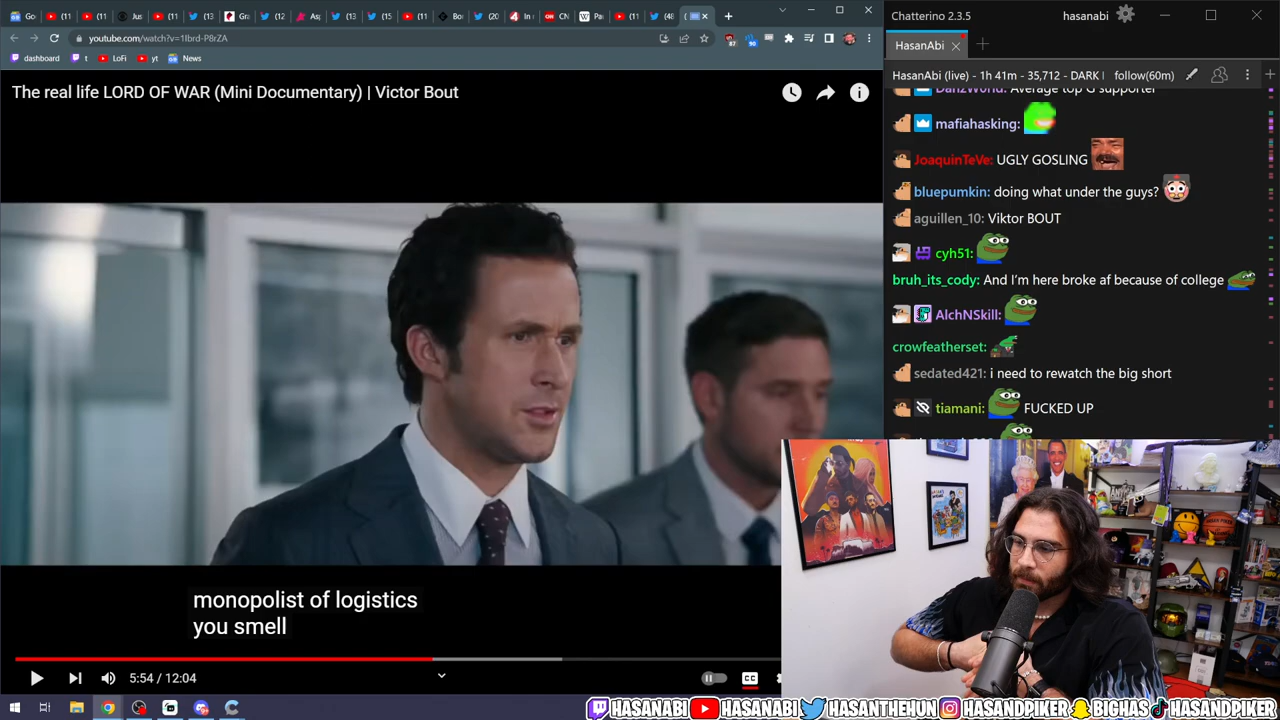 youtube.com/watch?v=1Ibrd-P8rZA
dashboard
t
LoFi
yt
News
The real life LORD OF WAR (Mini Documentary) | Victor Bout
monopolist of logistics
you smell
5:54 / 12:04
CC
Chatterino 2.3.5
hasanabi
HasanAbi
HasanAbi (live) - 1h 41m - 35,712 - DARK |
follow(60m)
DanzWorld: Average top G supporter
mafiahasking:
JoaquinTeVe: UGLY GOSLING
bluepumkin: doing what under the guys?
aguillen_10: Viktor BOUT
cyh51:
bruh_its_cody: And I'm here broke af because of college
AlchNSkill:
crowfeatherset:
sedated421: i need to rewatch the big short
tiamani: FUCKED UP
HASANABI
HASANABI
HASANTHEHUN
HASANDPIKER
BIGHAS
HASANDPIKER